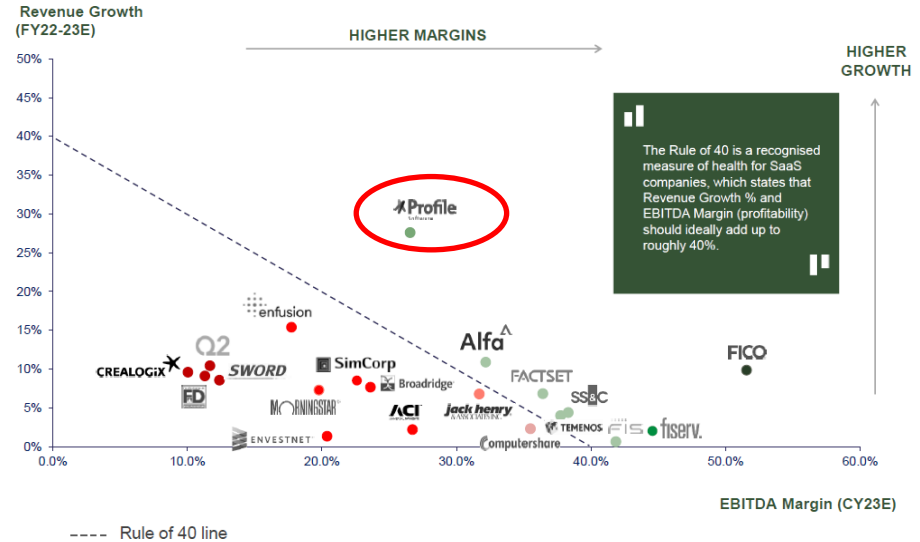 Revenue Growth
(FY22-23E)
HIGHER MARGINS
HIGHER
GROWTH
50%
45%
40%
35%
30%
25%
20%
15%
10%
5%
0%
The Rule of 40 is a recognised
measure of health for SaaS
companies, which states that
Revenue Growth % and
EBITDA Margin (profitability)
should ideally add up to
roughly 40%.
Profile
Software
enfusion
Q2
CREALOGIX
SWORD
FD
SimCorp
Broadridge
MORNINGSTAR
ACI
ENVESTNET
Alfa
FACTSET
SS&C
jack henry
& ASSOCIATES INC.
TEMENOS
Computershare
FIS
fiserv.
FICO
0.0%
10.0%
20.0%
30.0%
40.0%
50.0%
60.0%
EBITDA Margin (CY23E)
Rule of 40 line